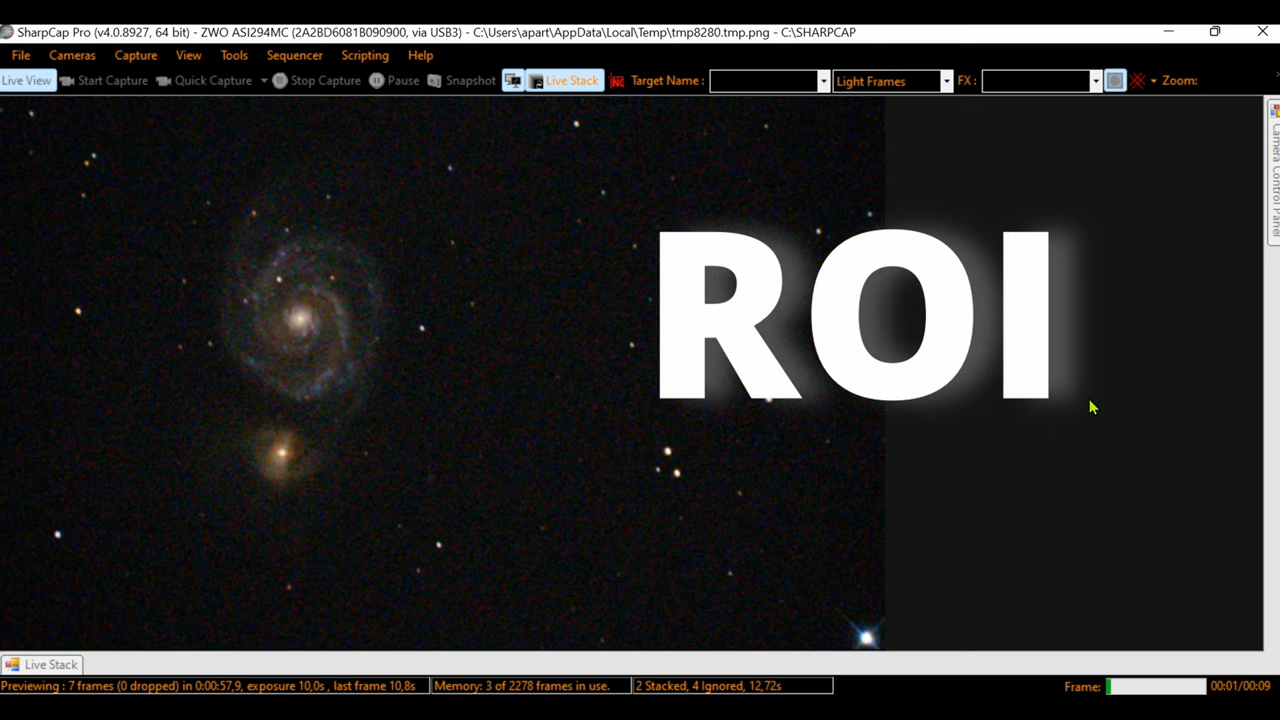 SharpCap Pro (v4.0.8927, 64 bit) - ZWO ASI294MC (2A2BD6081B090900, via USB3) - C:\Users\apart\AppData\Local\Temp\tmp8280.tmp.png - C:\SHARPCAP
File Cameras Capture View Tools Sequencer Scripting Help
Live View Start Capture Quick Capture Stop Capture Pause Snapshot Live Stack Target Name : Light Frames FX : Zoom:
Camera Control Panel
ROI
Live Stack
Previewing : 7 frames (0 dropped) in 0:00:57,9, exposure 10,0s , last frame 10,8s Memory: 3 of 2278 frames in use. 2 Stacked, 4 Ignored, 12,72s Frame: 00:01/00:09